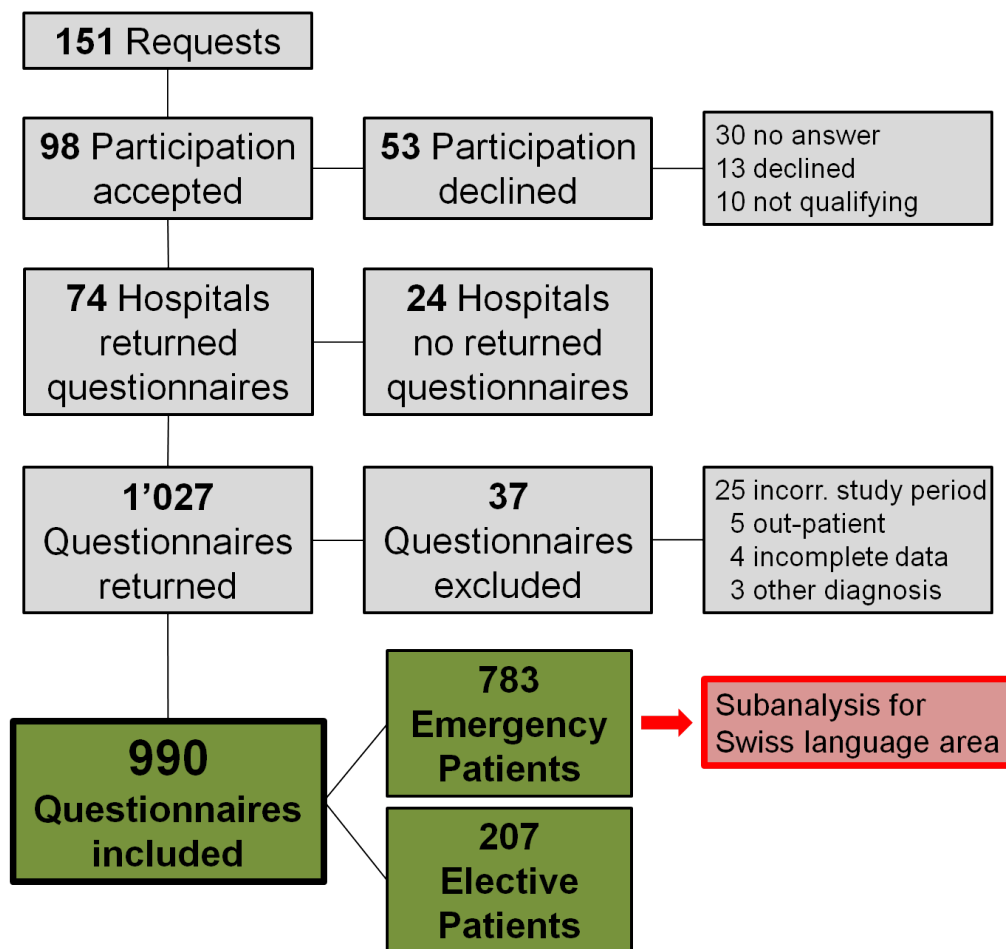 151 Requests
98 Participation
accepted
53 Participation
declined
30 no answer
13 declined
10 not qualifying
74 Hospitals
returned
questionnaires
24 Hospitals
no returned
questionnaires
1’027
Questionnaires
returned
37
Questionnaires
excluded
25 incorr. study period
5 out-patient
4 incomplete data
3 other diagnosis
990
Questionnaires
included
783
Emergency
Patients
Subanalysis for
Swiss language area
207
Elective
Patients